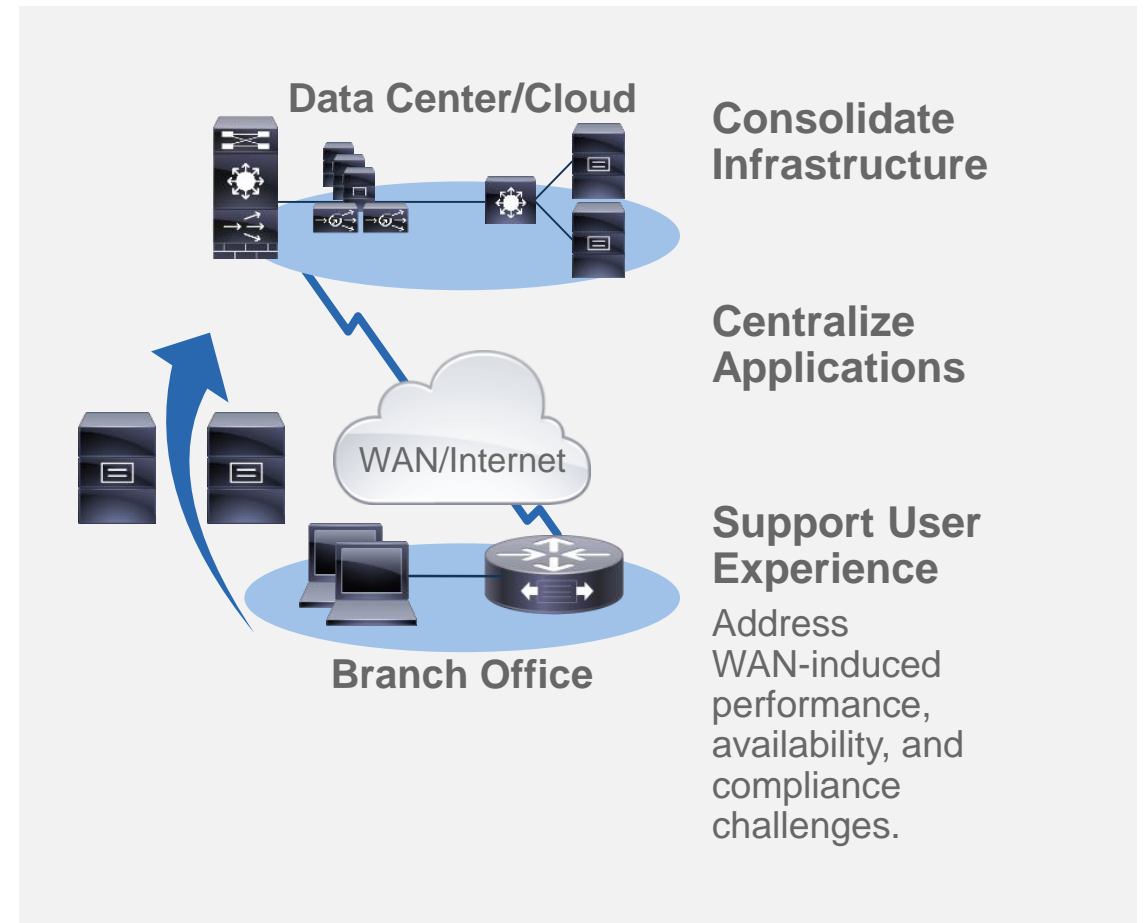 Data Center/Cloud
Consolidate
Infrastructure
Centralize
Applications
WAN/Internet
Support User
Experience
Address
WAN-induced
performance,
availability, and
compliance
challenges.
Branch Office